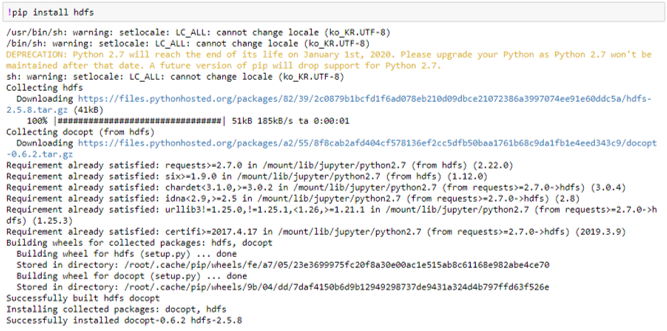 !pip install hdfs
/usr/bin/sh: warning: setlocale: LC_ALL: cannot change locale (ko_KR.UTF-8)
/bin/sh: warning: setlocale: LC_ALL: cannot change locale (ko_KR.UTF-8)
DEPRECATION: Python 2.7 will reach the end of its life on January 1st, 2020. Please upgrade your Python as Python 2.7 won't be
maintained after that date. A future version of pip will drop support for Python 2.7.
sh: warning: setlocale: LC_ALL: cannot change locale (ko_KR.UTF-8)
Collecting hdfs
Downloading https://files.pythonhosted.org/packages/82/39/2c0879b1bcfd1f6ad078eb210d09dbce21072386a3997074ee91e60ddc5a/hdfs-
2.5.8.tar.gz (41kB)
100% |################################| 51kB 185kB/s ta 0:00:01
Collecting docopt (from hdfs)
Downloading https://files.pythonhosted.org/packages/a2/55/8f8cab2afd404cf578136ef2cc5dfb50baa1761b68c9da1fb1e4eed343c9/docopt
-0.6.2.tar.gz
Requirement already satisfied: requests>=2.7.0 in /mount/lib/jupyter/python2.7 (from hdfs) (2.22.0)
Requirement already satisfied: six>=1.9.0 in /mount/lib/jupyter/python2.7 (from hdfs) (1.12.0)
Requirement already satisfied: chardet<3.1.0,>=3.0.2 in /mount/lib/jupyter/python2.7 (from requests>=2.7.0->hdfs) (3.0.4)
Requirement already satisfied: idna<2.9,>=2.5 in /mount/lib/jupyter/python2.7 (from requests>=2.7.0->hdfs) (2.8)
Requirement already satisfied: urllib3!=1.25.0,!=1.25.1,<1.26,>=1.21.1 in /mount/lib/jupyter/python2.7 (from requests>=2.7.0->h
dfs) (1.25.3)
Requirement already satisfied: certifi>=2017.4.17 in /mount/lib/jupyter/python2.7 (from requests>=2.7.0->hdfs) (2019.3.9)
Building wheels for collected packages: hdfs, docopt
Building wheel for hdfs (setup.py) ... done
Stored in directory: /root/.cache/pip/wheels/fe/a7/05/23e3699975fc20f8a30e00ac1e515ab8c61168e982abe4ce70
Building wheel for docopt (setup.py) ... done
Stored in directory: /root/.cache/pip/wheels/9b/04/dd/7daf4150b6d9b12949298737de9431a324d4b797ffd63f526e
Successfully built hdfs docopt
Installing collected packages: docopt, hdfs
Successfully installed docopt-0.6.2 hdfs-2.5.8